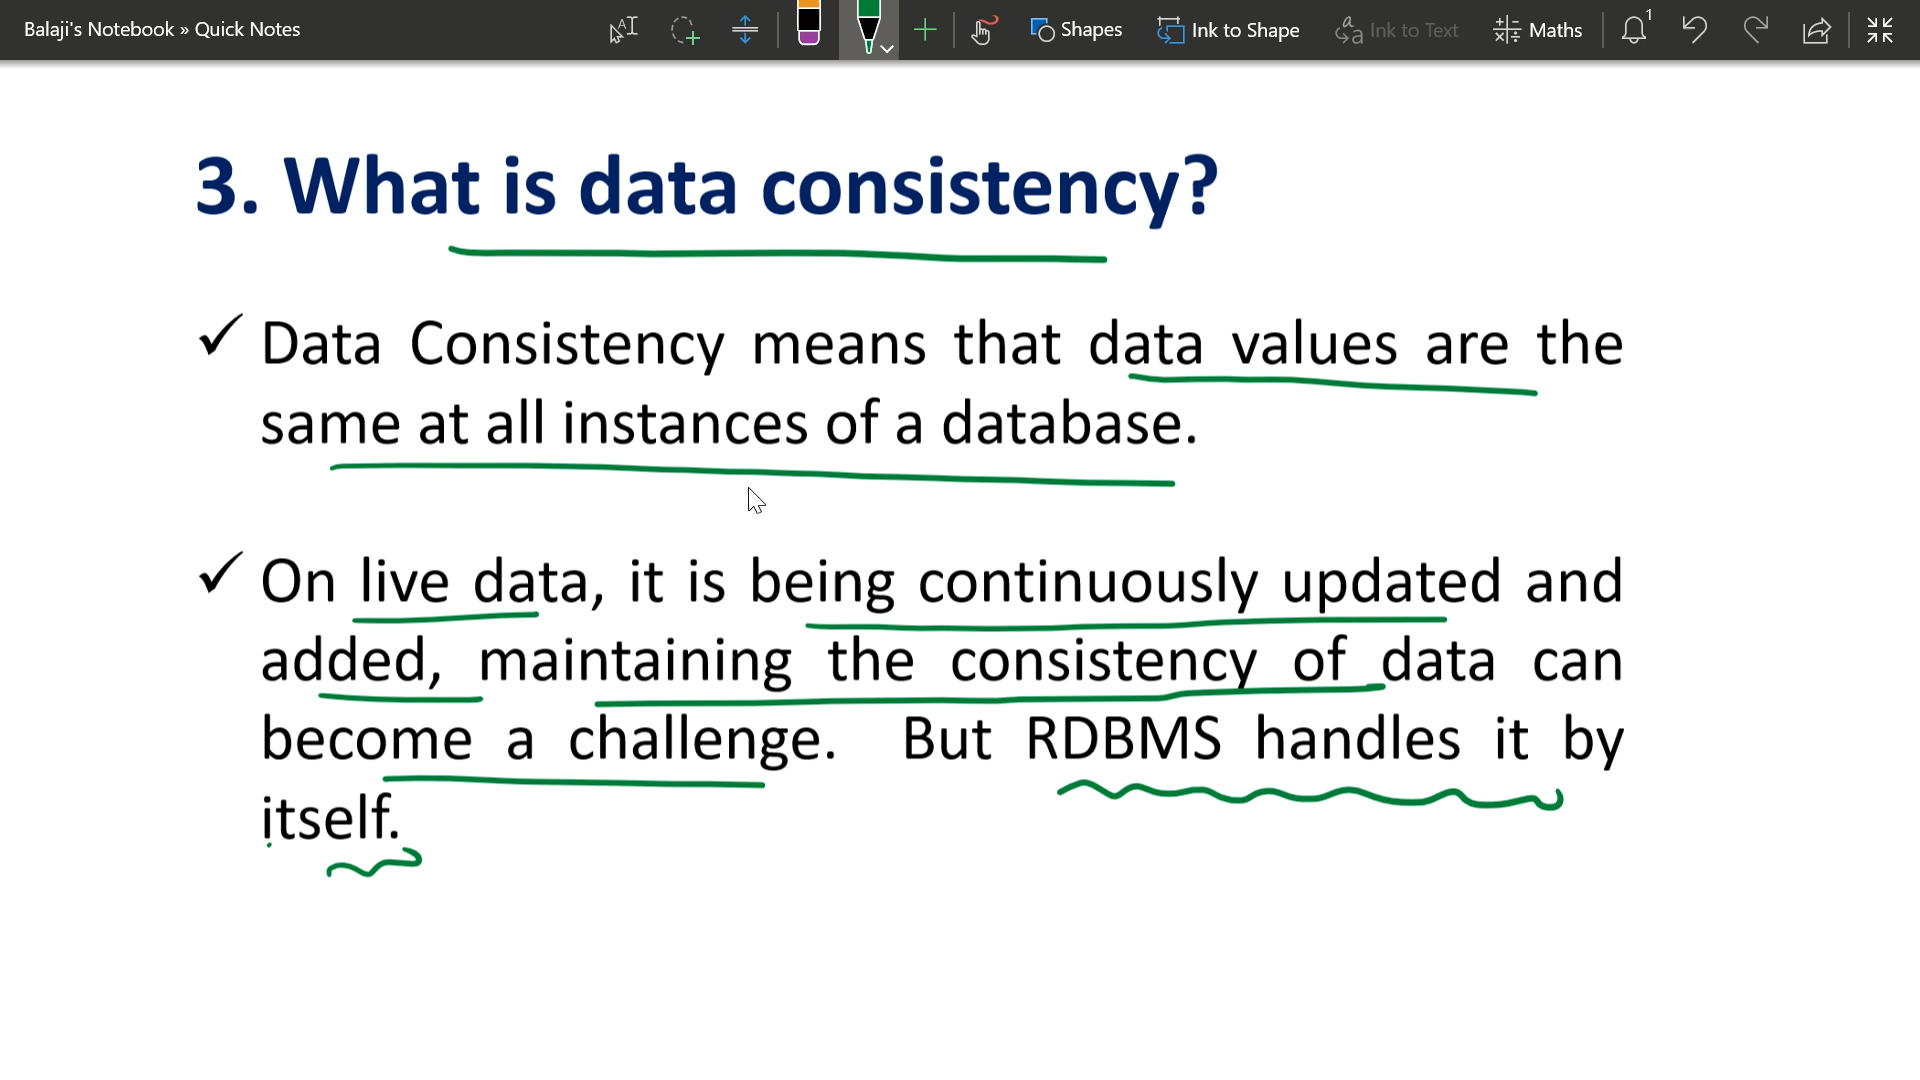 Balaji's Notebook » Quick Notes
Shapes
Ink to Shape
Ink to Text
Maths
1
3. What is data consistency?
✓ Data Consistency means that data values are the
same at all instances of a database.
✓ On live data, it is being continuously updated and
added, maintaining the consistency of data can
become a challenge. But RDBMS handles it by
itself.